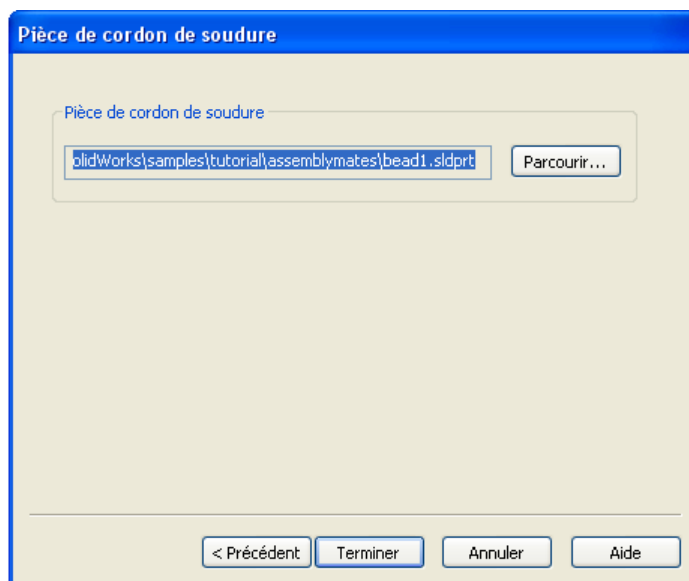 Pièce de cordon de soudure
Pièce de cordon de soudure
olidWorks\samples\tutorial\assemblymates\bead1.sldprt
Parcourir...
< Précédent
Terminer
Annuler
Aide